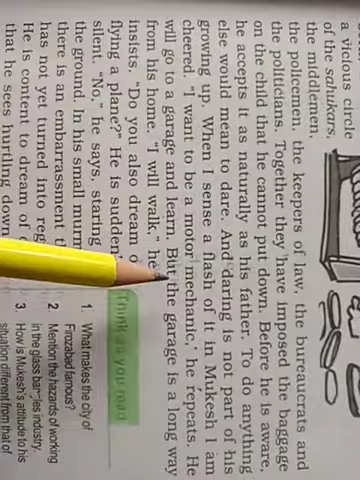 a vicious circle
of the sahukars,
the middlemen,
the policemen, the keepers of law, the bureaucrats and
the politicians. Together they have imposed the baggage
on the child that he cannot put down. Before he is aware,
he accepts it as naturally as his father. To do anything
else would mean to dare. And daring is not part of his
growing up. When I sense a flash of it in Mukesh I am
cheered. “I want to be a motor mechanic,’ he repeats. He
will go to a garage and learn. But the garage is a long way
from his home. “I will walk,” he
insists. “Do you also dream o
flying a plane?” He is sudden
silent. “No,” he says, staring
the ground. In his small murm
there is an embarrassment th
has not yet turned into reg
He is content to dream of c
that he sees hurtling down
Think as you read
1. What makes the city of
Firozabad famous?
2 Mention the hazards of working
in the glass bangles industry.
3. How is Mukesh's attitude to his
situation different from that of